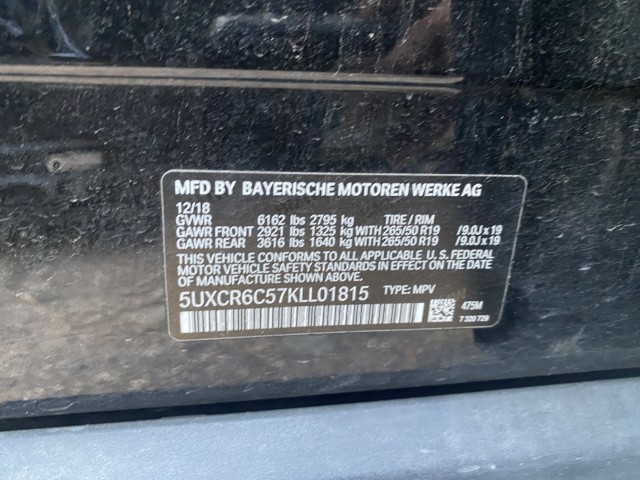 MFD BY BAYERISCHE MOTOREN WERKE AG
12/18
GVWR 6162 lbs 2795 kg TIRE / RIM
GAWR FRONT 2921 lbs 1325 kg WITH 265/50 R19 /9.0J x 19
GAWR REAR 3616 lbs 1640 kg WITH 265/50 R19 /9.0J x 19
THIS VEHICLE CONFORMS TO ALL APPLICABLE U. S. FEDERAL
MOTOR VEHICLE SAFETY STANDARDS IN EFFECT ON THE DATE
OF MANUFACTURE SHOWN ABOVE.
5UXCR6C57KLL01815 TYPE: MPV
475M
7 320 729